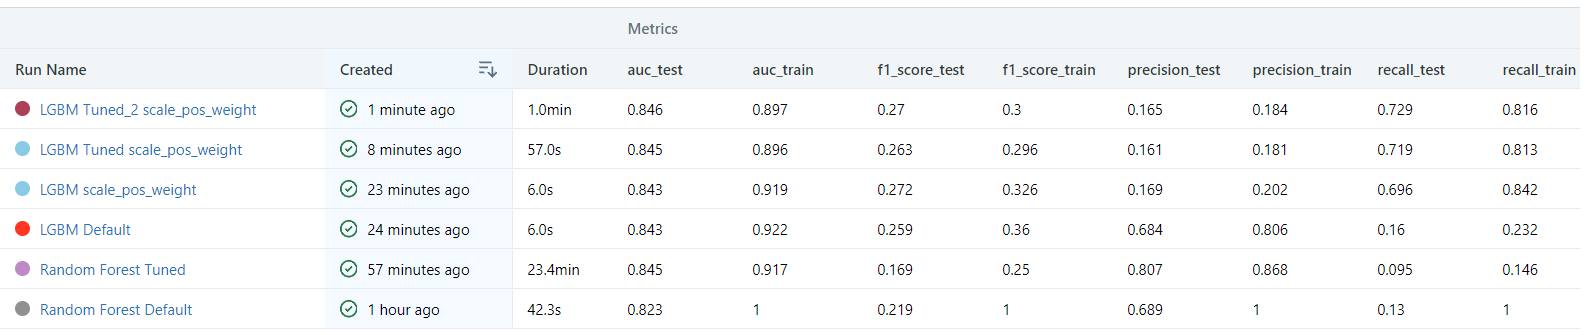 Metrics
Run Name Created Duration auc_test auc_train f1_score_test f1_score_train precision_test precision_train recall_test recall_train
LGBM Tuned_2 scale_pos_weight 1 minute ago 1.0min 0.846 0.897 0.27 0.3 0.165 0.184 0.729 0.816
LGBM Tuned scale_pos_weight 8 minutes ago 57.0s 0.845 0.896 0.263 0.296 0.161 0.181 0.719 0.813
LGBM scale_pos_weight 23 minutes ago 6.0s 0.843 0.919 0.272 0.326 0.169 0.202 0.696 0.842
LGBM Default 24 minutes ago 6.0s 0.843 0.922 0.259 0.36 0.684 0.806 0.16 0.232
Random Forest Tuned 57 minutes ago 23.4min 0.845 0.917 0.169 0.25 0.807 0.868 0.095 0.146
Random Forest Default 1 hour ago 42.3s 0.823 1 0.219 1 0.689 1 0.13 1